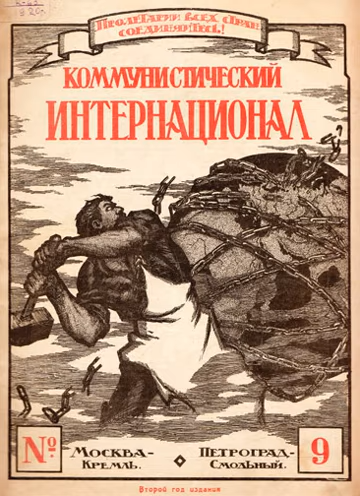 ПРОЛЕТАРИИ ВСЕХ СТРАН
СОЕДИНЯЙТЕСЬ!
КОММУНИСТИЧЕСКИЙ
ИНТЕРНАЦИОНАЛ
№
МОСКВА-
КРЕМЛЬ.
ПЕТРОГРАД-
СМОЛЬНЫЙ.
9
Второй год издания